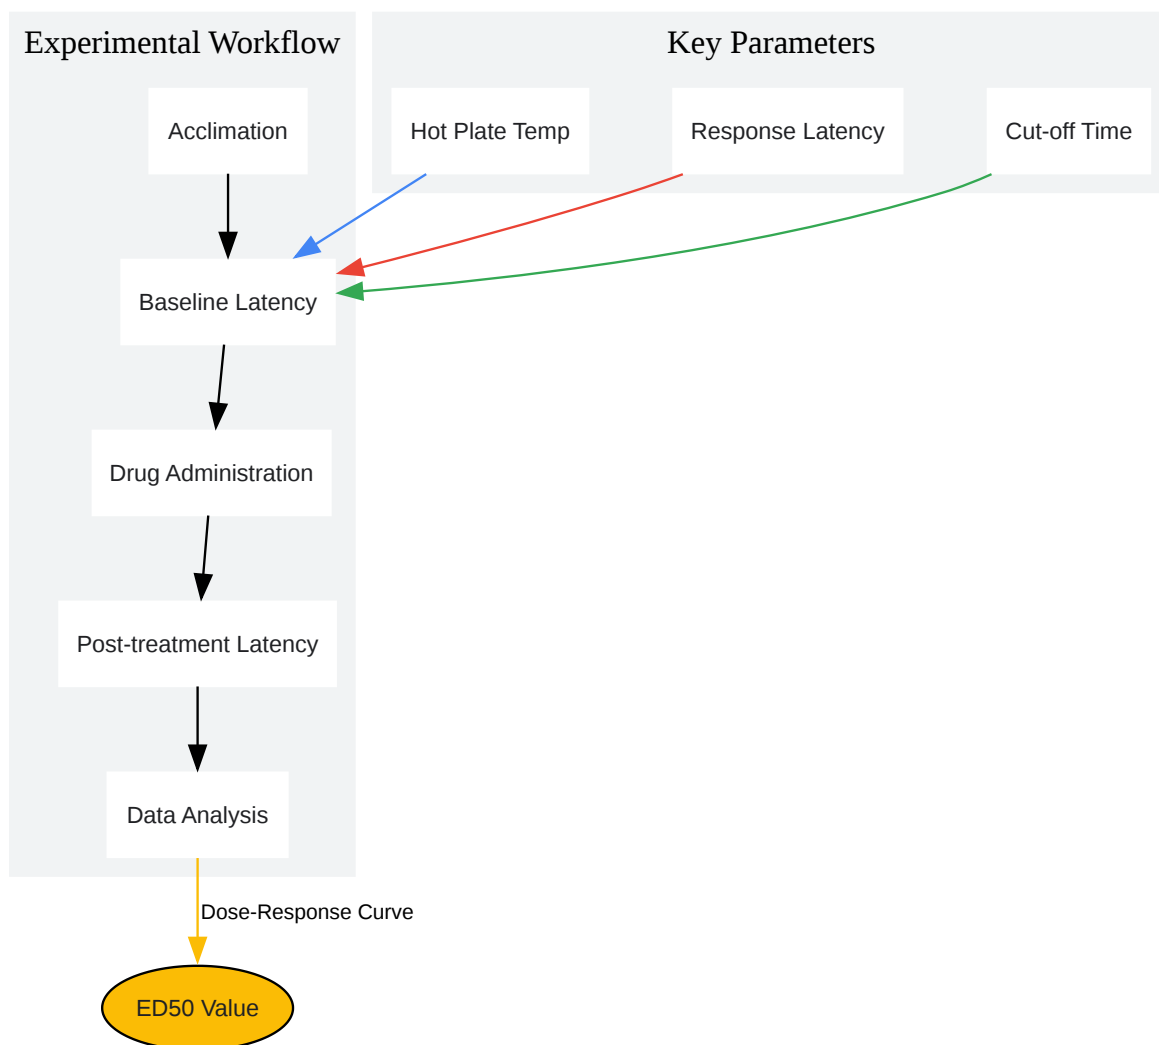 Experimental Workflow
Key Parameters
Acclimation
Hot Plate Temp
Response Latency
Cut-off Time
Baseline Latency
Drug Administration
Post-treatment Latency
Data Analysis
Dose-Response Curve
ED50 Value